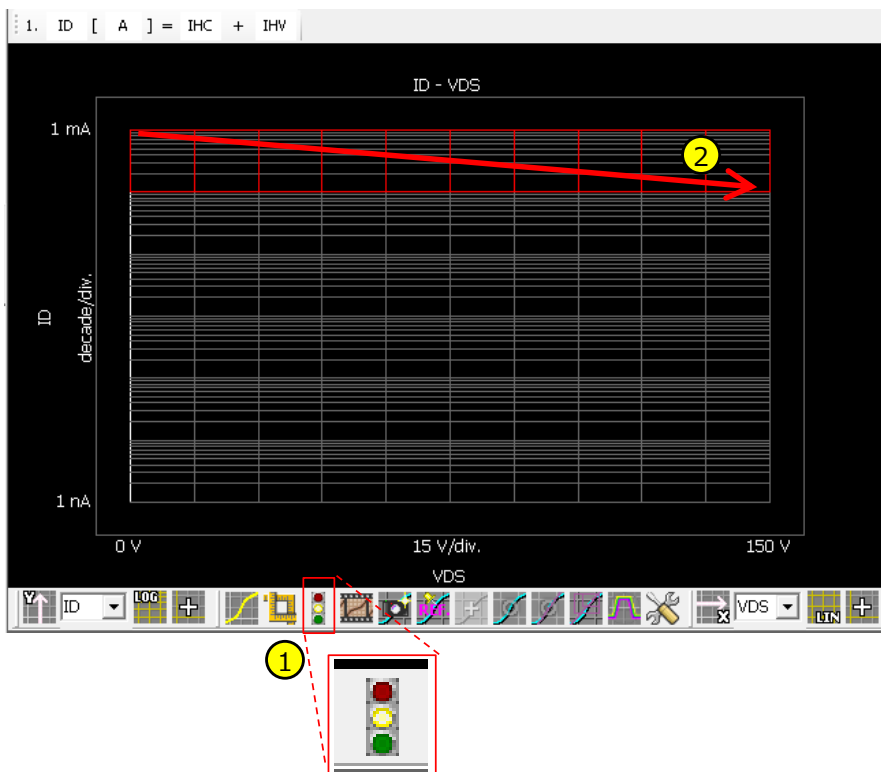 1. ID [ A ] = IHC + IHV
ID - VDS
1 mA
2
ID
decade/div.
1 nA
0 V 15 V/div. 150 V
VDS
Y ID LOG X VDS LIN
1